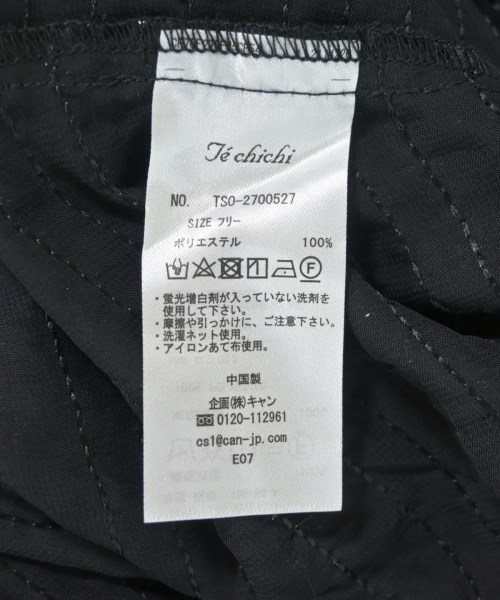 Té chichi
NO. TSO-2700527
SIZE フリー
ポリエステル 100%
F
・蛍光増白剤が入っていない洗剤を
使用して下さい。
・摩擦や引っかけに、ご注意下さい。
・洗濯ネット使用。
・アイロンあて布使用。
中国製
企画(株)キャン
0120-112961
cs1@can-jp.com
E07